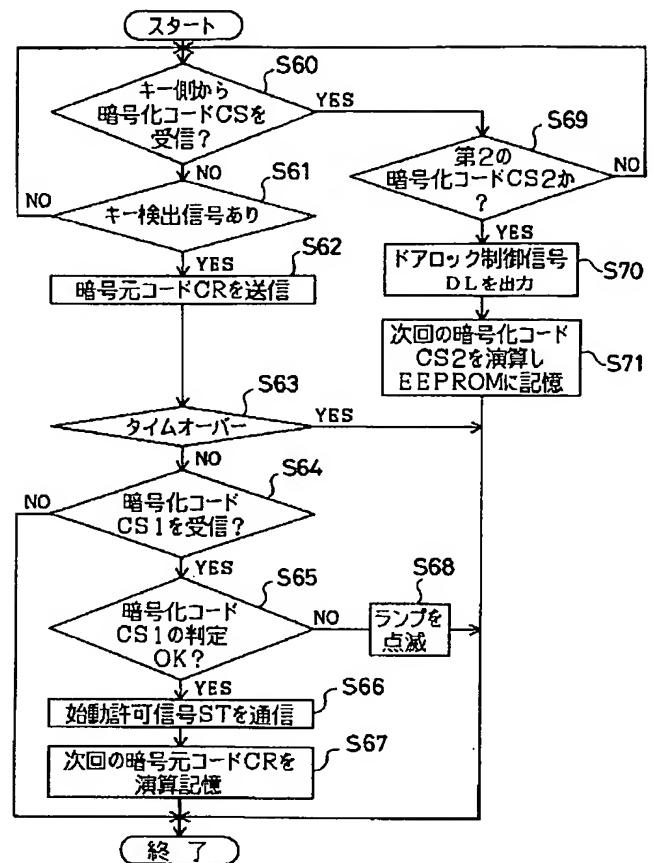 スタート
S60
キー側から
暗号化コードCSを
受信?
YES
NO
S61
キー検出信号あり
NO
YES
S62
暗号元コードCRを送信
S63
タイムオーバー
YES
NO
S64
暗号化コード
CS1を受信?
NO
YES
S65
暗号化コード
CS1の判定
OK?
NO
S68
ランプを
点滅
YES
S66
始動許可信号STを通信
S67
次回の暗号元コードCRを
演算記憶
終了
S69
第2の
暗号化コードCS2か
?
NO
YES
ドアロック制御信号
DLを出力
S70
次回の暗号化コード
CS2を演算し
EEPROMに記憶
S71